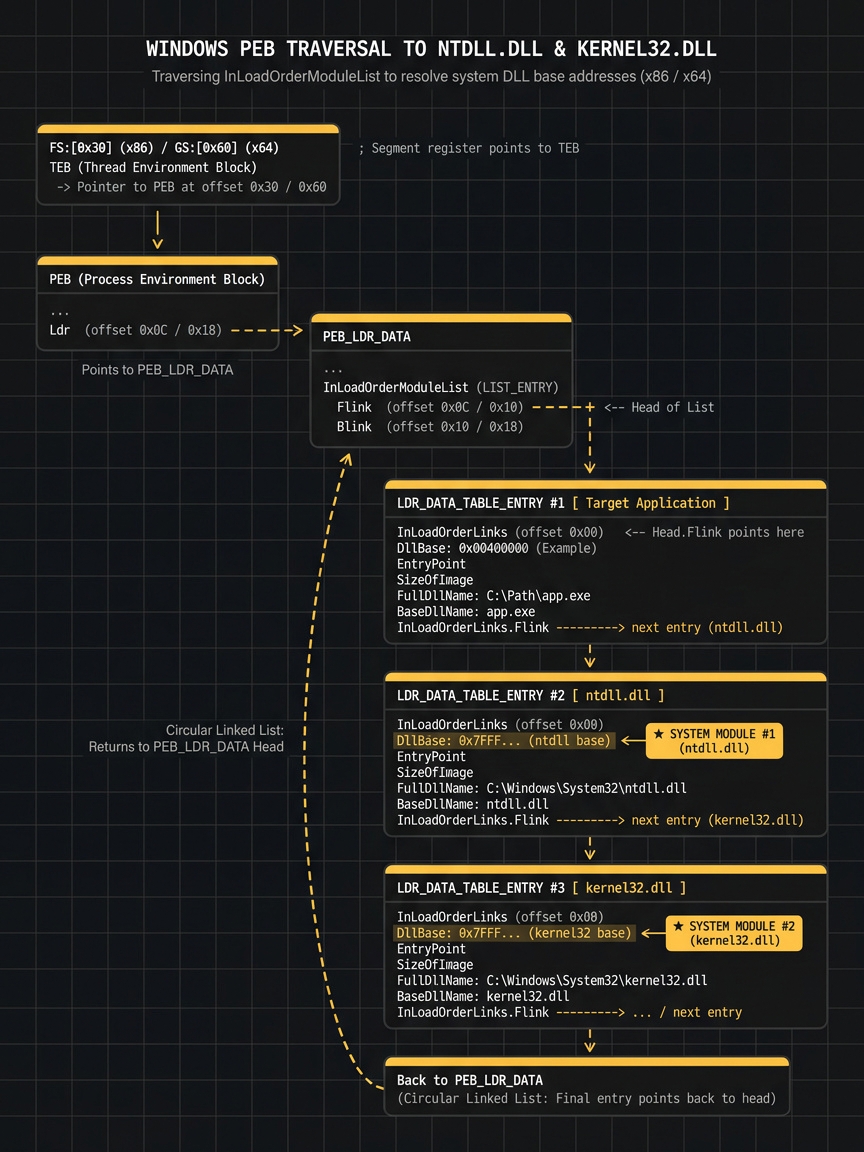 WINDOWS PEB TRAVERSAL TO NTDLL.DLL & KERNEL32.DLL
Traversing InLoadOrderModuleList to resolve system DLL base addresses (x86 / x64)
FS:[0x30] (x86) / GS:[0x60] (x64)
TEB (Thread Environment Block)
-> Pointer to PEB at offset 0x30 / 0x60
; Segment register points to TEB
PEB (Process Environment Block)
...
Ldr (offset 0x0C / 0x18)
Points to PEB_LDR_DATA
PEB_LDR_DATA
...
InLoadOrderModuleList (LIST_ENTRY)
Flink (offset 0x0C / 0x10)
<-- Head of List
Blink (offset 0x10 / 0x18)
LDR_DATA_TABLE_ENTRY #1 [ Target Application ]
InLoadOrderLinks (offset 0x00) <-- Head.Flink points here
DllBase: 0x00400000 (Example)
EntryPoint
SizeOfImage
FullDllName: C:\Path\app.exe
BaseDllName: app.exe
InLoadOrderLinks.Flink ---------> next entry (ntdll.dll)
LDR_DATA_TABLE_ENTRY #2 [ ntdll.dll ]
InLoadOrderLinks (offset 0x00)
DllBase: 0x7FFF... (ntdll base)
★ SYSTEM MODULE #1
(ntdll.dll)
EntryPoint
SizeOfImage
FullDllName: C:\Windows\System32\ntdll.dll
BaseDllName: ntdll.dll
InLoadOrderLinks.Flink ---------> next entry (kernel32.dll)
Circular Linked List:
Returns to PEB_LDR_DATA Head
LDR_DATA_TABLE_ENTRY #3 [ kernel32.dll ]
InLoadOrderLinks (offset 0x00)
DllBase: 0x7FFF... (kernel32 base)
★ SYSTEM MODULE #2
(kernel32.dll)
EntryPoint
SizeOfImage
FullDllName: C:\Windows\System32\kernel32.dll
BaseDllName: kernel32.dll
InLoadOrderLinks.Flink ---------> ... / next entry
Back to PEB_LDR_DATA
(Circular Linked List: Final entry points back to head)